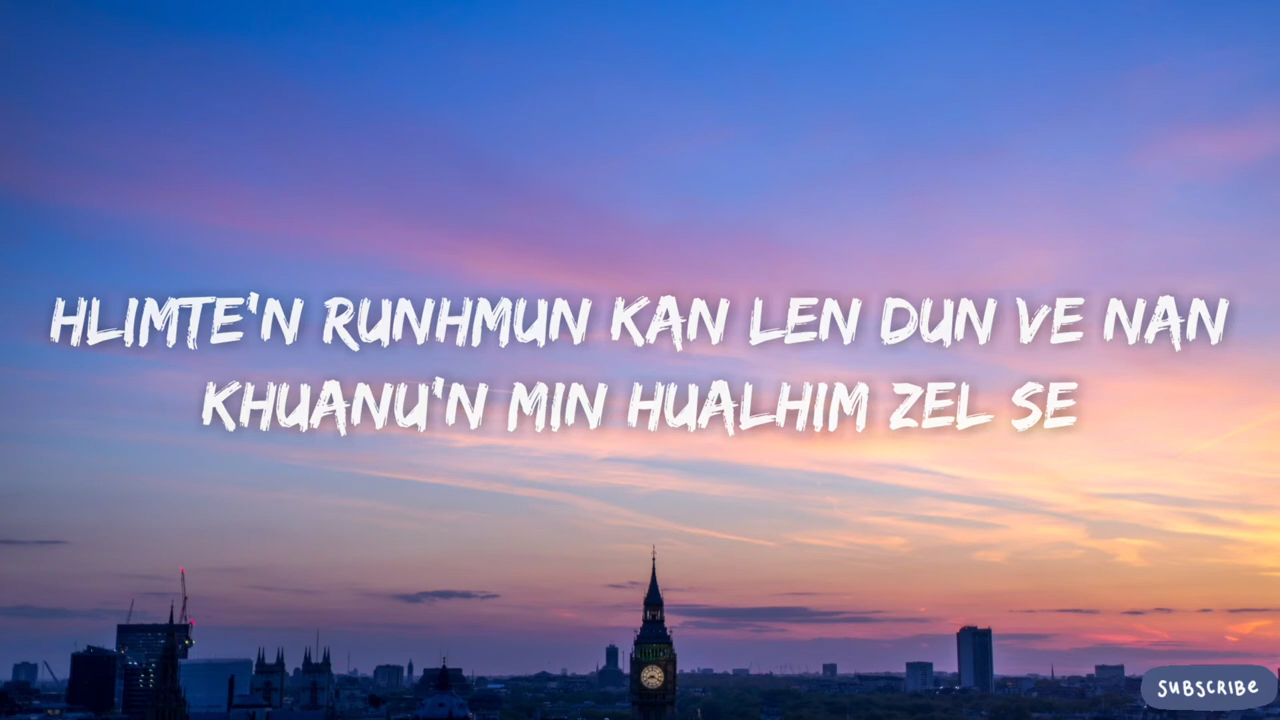 HLIMTE'N RUNHMUN KAN LEN DUN VE NAN
KHUANU'N MIN HUALHIM ZEL SE
SUBSCRIBE